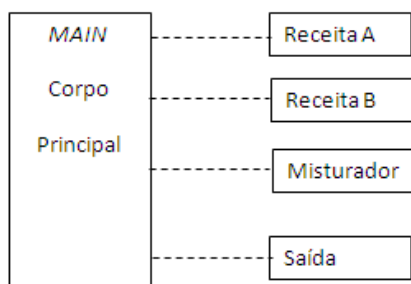 MAIN
Corpo
Principal
Receita A
Receita B
Misturador
Saída